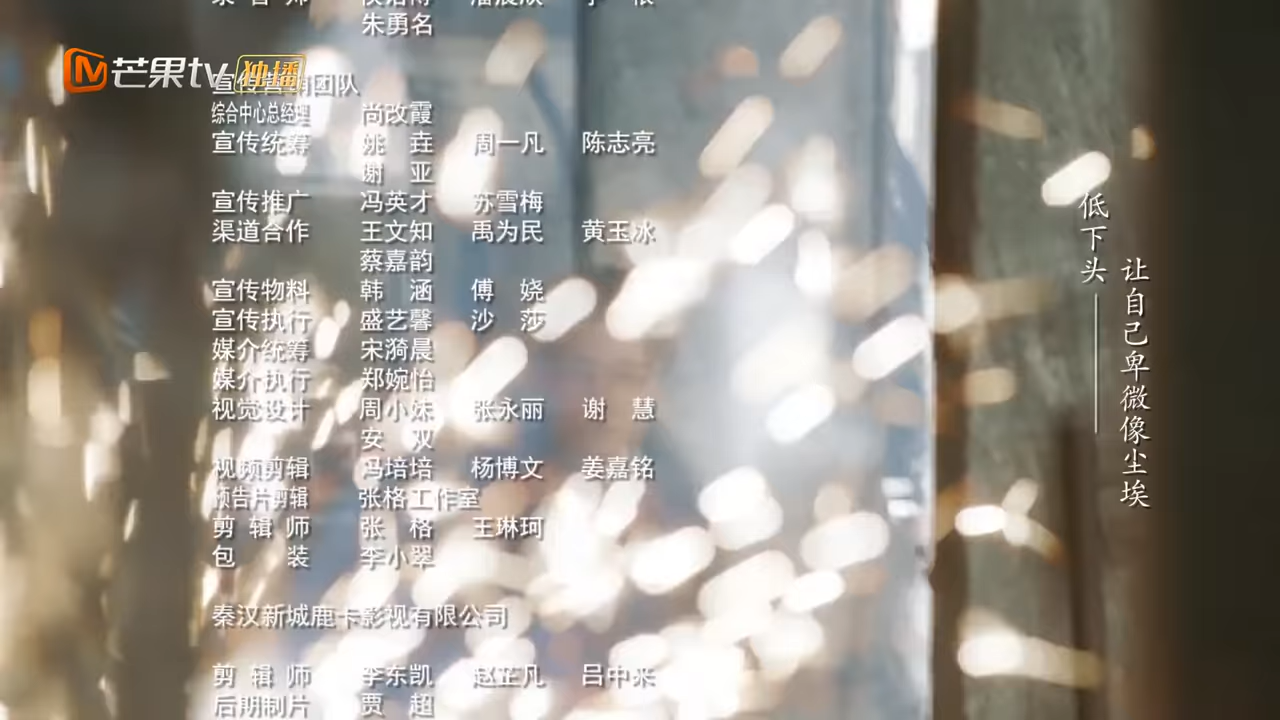 朱勇名
芒果tv 独播
宣传营销团队
综合中心总经理 尚改霞
宣传统筹 姚垚 周一凡 陈志亮
谢亚
宣传推广 冯英才 苏雪梅
渠道合作 王文知 禹为民 黄玉冰
蔡嘉韵
宣传物料 韩涵 傅娆
宣传执行 盛艺馨 沙莎
媒介统筹 宋漪晨
媒介执行 郑婉怡
视觉设计 周小妹 张永丽 谢慧
安双
视频剪辑 冯培培 杨博文 姜嘉铭
预告片剪辑 张格工作室
剪辑师 张格 王琳珂
包装 李小翠
秦汉新城鹿卡影视有限公司
剪辑师 李东凯 赵芷凡 吕中来
后期制片 贾超
低下头——
让自己卑微像尘埃